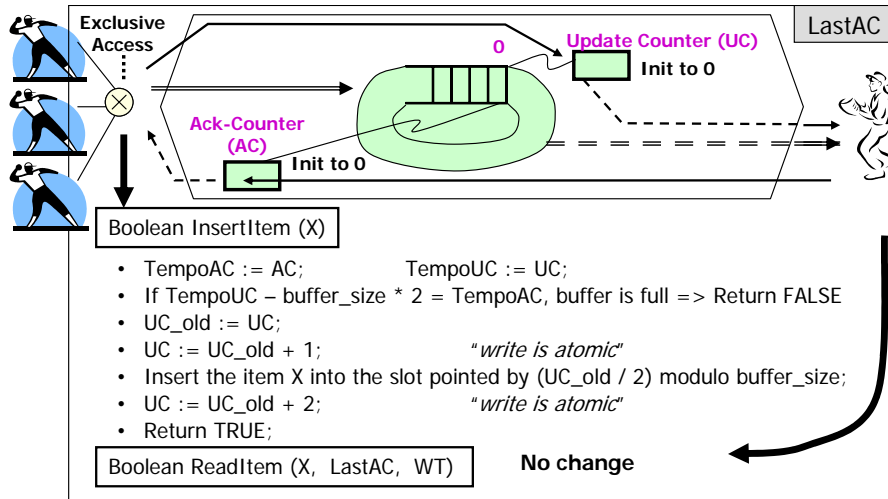 Exclusive
Access
LastAC
0
Update Counter (UC)
Init to 0
Ack-Counter
(AC)
Init to 0
Boolean InsertItem (X)
• TempoAC := AC; TempoUC := UC;
• If TempoUC – buffer_size * 2 = TempoAC, buffer is full => Return FALSE
• UC_old := UC;
• UC := UC_old + 1; "write is atomic"
• Insert the item X into the slot pointed by (UC_old / 2) modulo buffer_size;
• UC := UC_old + 2; "write is atomic"
• Return TRUE;
Boolean ReadItem (X, LastAC, WT) No change